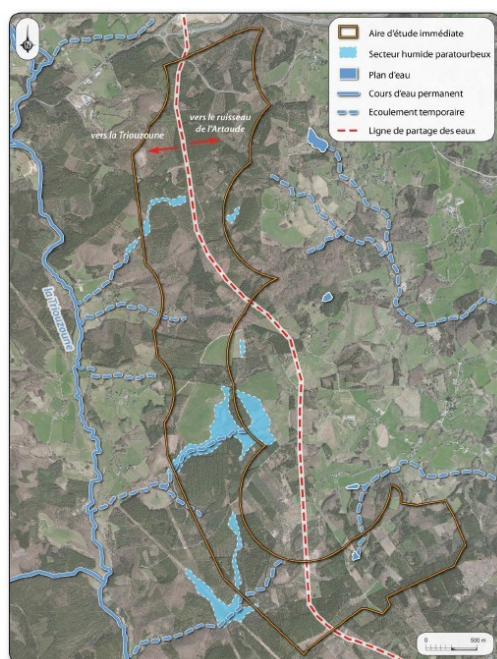 Aire d'étude immédiate
Secteur humide paratourbeux
Plan d'eau
Cours d'eau permanent
Ecoulement temporaire
Ligne de partage des eaux
vers le ruisseau
de l'Artaude
vers la Triouzoune
la Triouzoune
0 500 m